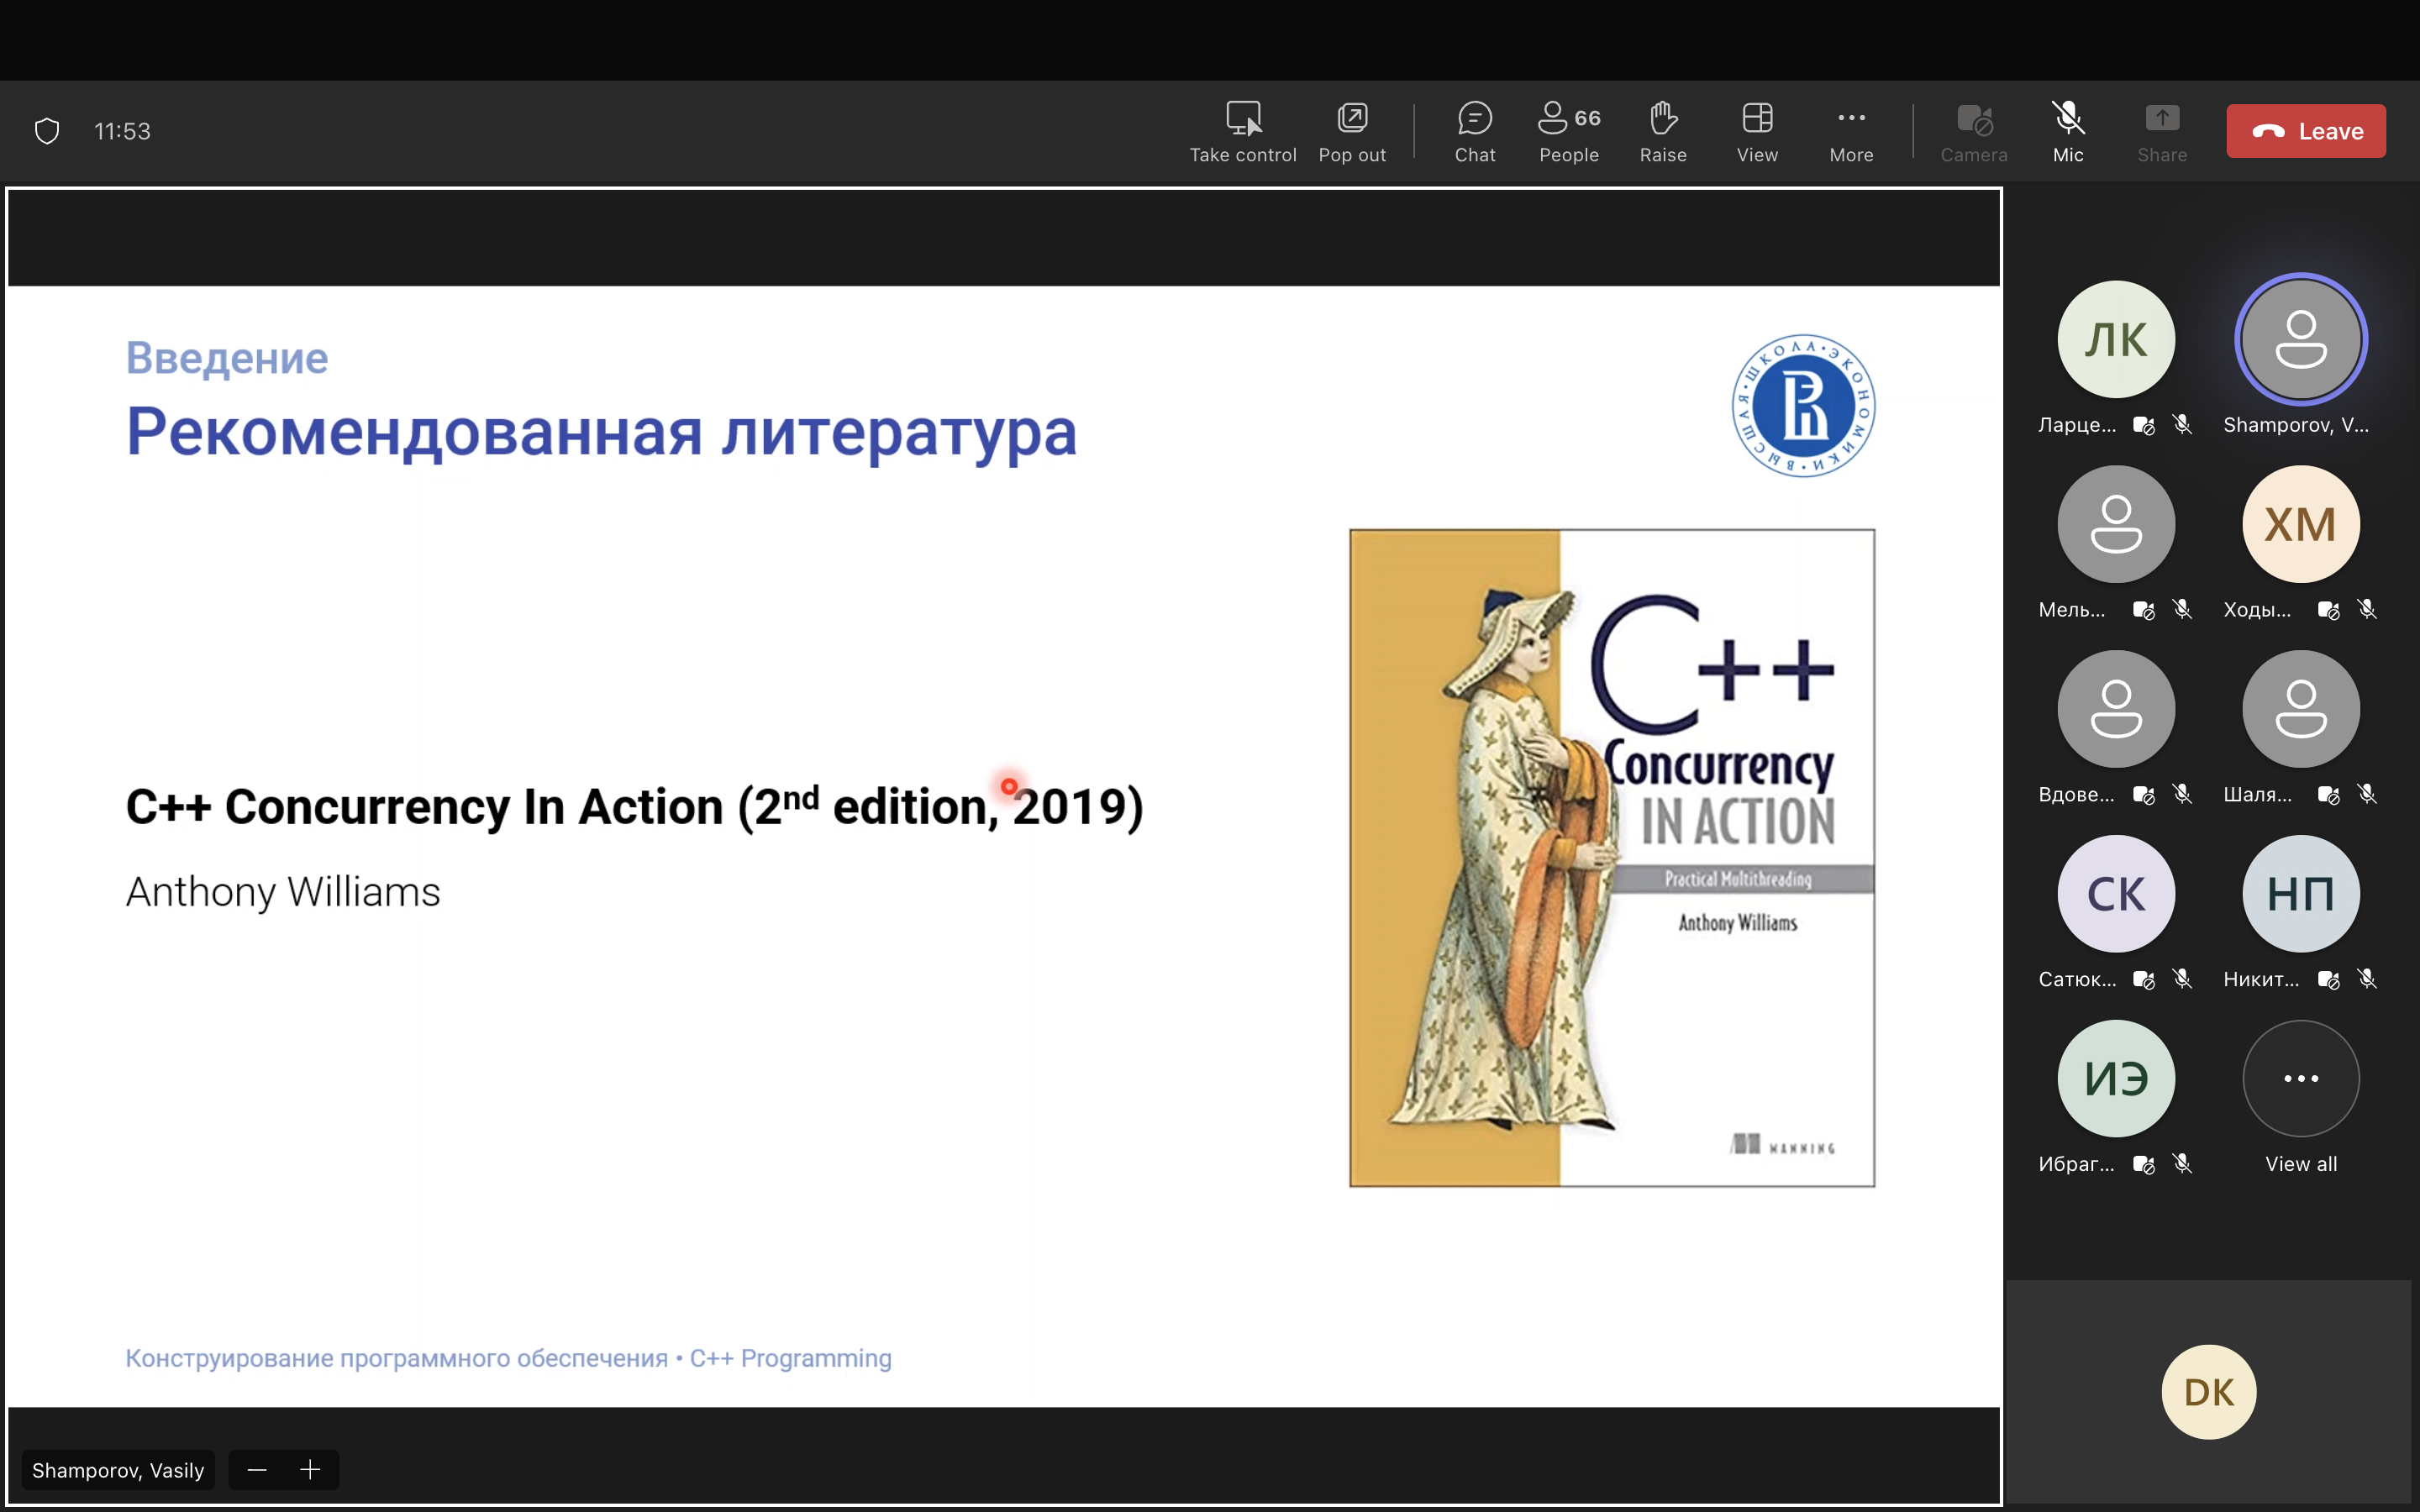 11:53
Take control
Pop out
Chat
66
People
Raise
View
More
Camera
Mic
Share
Leave
Введение
Рекомендованная литература
ВЫСШАЯ • ШКОЛА • ЭКОНОМИКИ •
C++ Concurrency In Action (2nd edition, 2019)
Anthony Williams
C++
Concurrency
IN ACTION
Practical Multithreading
Anthony Williams
MANNING
Конструирование программного обеспечения • C++ Programming
Shamporov, Vasily
ЛК
Ларце...
Shamporov, V...
Мель...
ХМ
Ходы...
Вдове...
Шаля...
СК
Сатюк...
НП
Никит...
ИЭ
Ибраг...
View all
DK